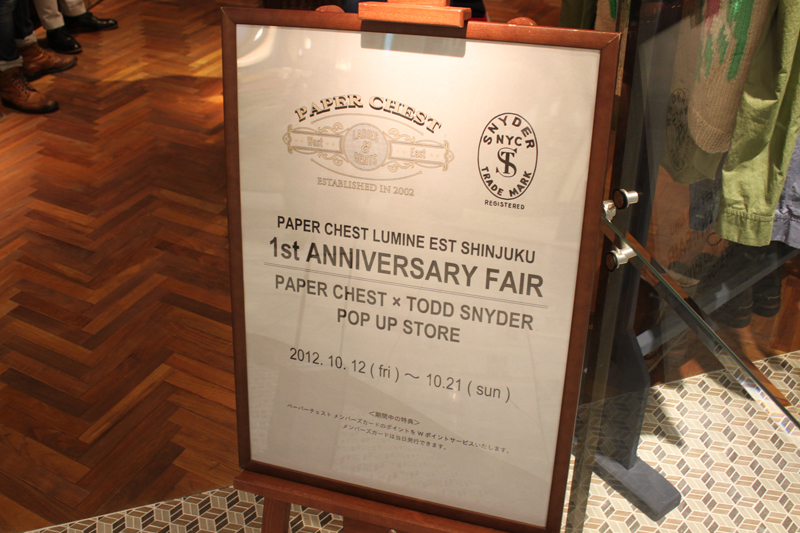 PAPER CHEST
West East
LADIES & GENTS
ESTABLISHED IN 2002
SNYDER
NYC
ST
TRADE MARK
REGISTERED
PAPER CHEST LUMINE EST SHINJUKU
1st ANNIVERSARY FAIR
PAPER CHEST × TODD SNYDER
POP UP STORE
2012. 10. 12 ( fri ) ～ 10.21 ( sun )
＜期間中の特典＞
ペーパーチェストメンバーズカードのポイントをWポイントサービスいたします。
メンバーズカードは当日発行できます。